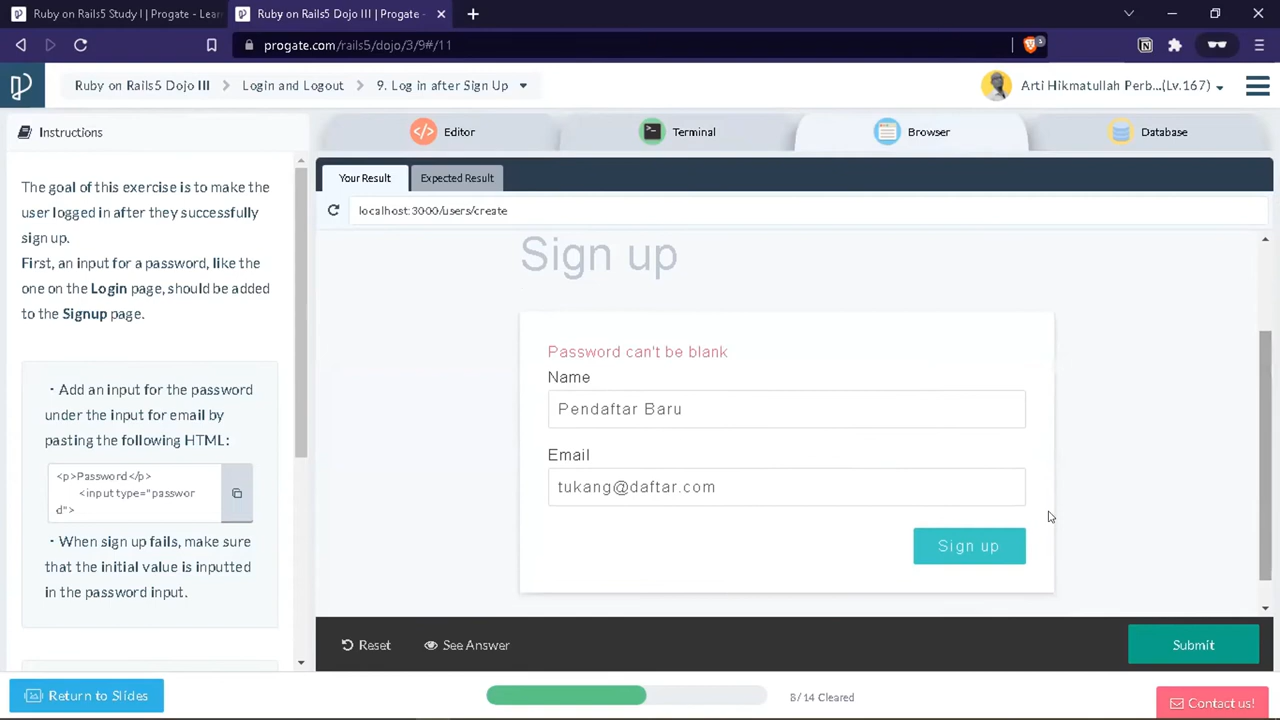 Ruby on Rails5 Study I | Progate - Lear
Ruby on Rails5 Dojo III | Progate -
progate.com/rails5/dojo/3/9#/11
3
Ruby on Rails5 Dojo III
Login and Logout
9. Log in after Sign Up
Arti Hikmatullah Perb...(Lv.167)
Instructions
Editor
Terminal
Browser
Database
The goal of this exercise is to make the
user logged in after they successfully
sign up.
First, an input for a password, like the
one on the Login page, should be added
to the Signup page.
・Add an input for the password
under the input for email by
pasting the following HTML:
<p>Password</p>
<input type="passwor
d">
・When sign up fails, make sure
that the initial value is inputted
in the password input.
Your Result
Expected Result
localhost:3000/users/create
Sign up
Password can't be blank
Name
Pendaftar Baru
Email
tukang@daftar.com
Sign up
Reset
See Answer
Submit
Return to Slides
8/14 Cleared
Contact us!